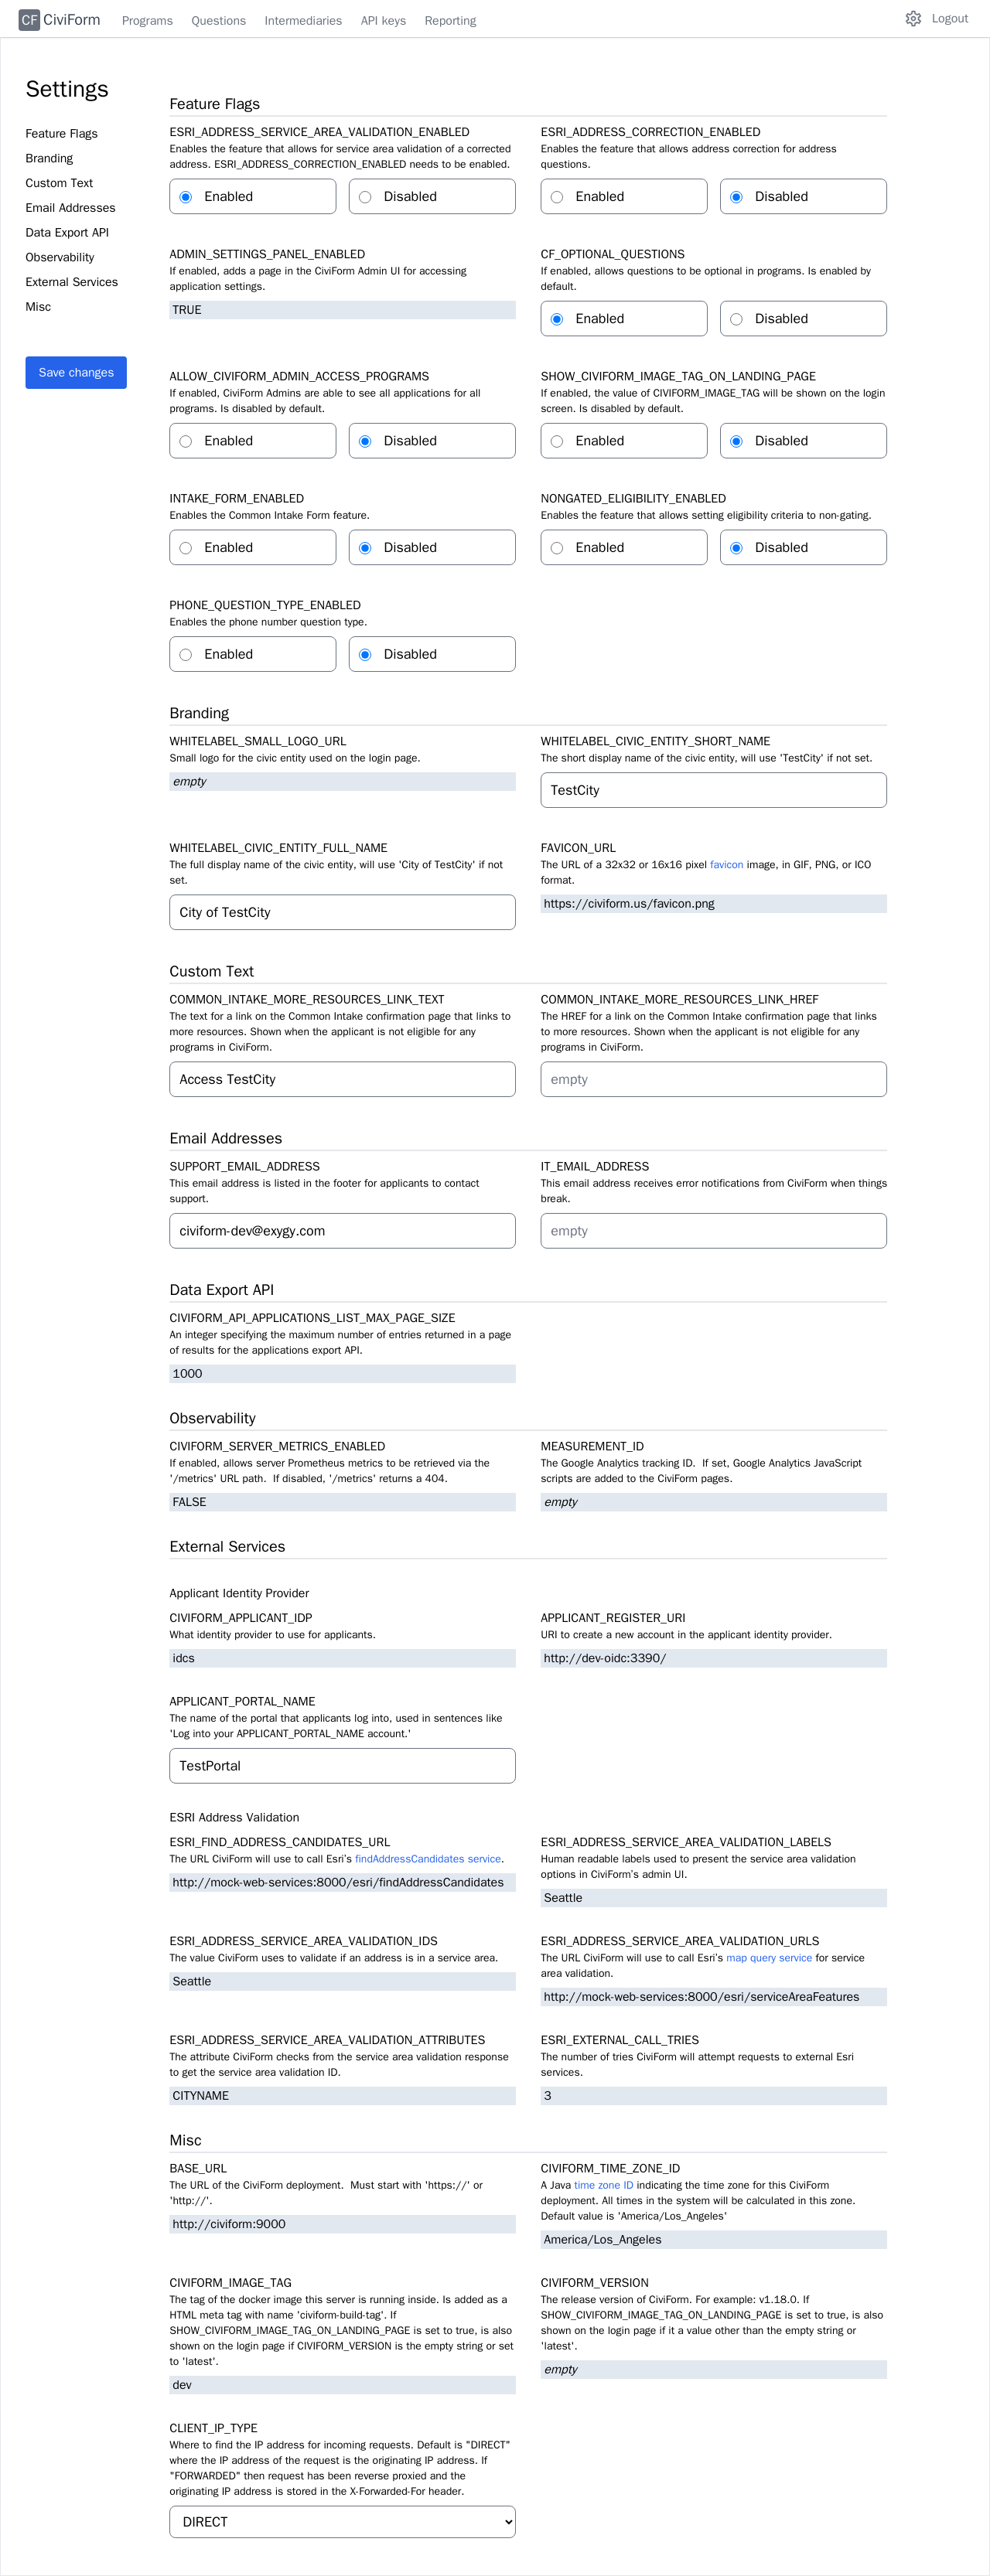 CF CiviForm Programs Questions Intermediaries API keys Reporting Logout
Settings
Feature Flags
Branding
Custom Text
Email Addresses
Data Export API
Observability
External Services
Misc
Save changes
Feature Flags
ESRI_ADDRESS_SERVICE_AREA_VALIDATION_ENABLED
Enables the feature that allows for service area validation of a corrected
address. ESRI_ADDRESS_CORRECTION_ENABLED needs to be enabled.
Enabled Disabled
ESRI_ADDRESS_CORRECTION_ENABLED
Enables the feature that allows address correction for address
questions.
Enabled Disabled
ADMIN_SETTINGS_PANEL_ENABLED
If enabled, adds a page in the CiviForm Admin UI for accessing
application settings.
TRUE
CF_OPTIONAL_QUESTIONS
If enabled, allows questions to be optional in programs. Is enabled by
default.
Enabled Disabled
ALLOW_CIVIFORM_ADMIN_ACCESS_PROGRAMS
If enabled, CiviForm Admins are able to see all applications for all
programs. Is disabled by default.
Enabled Disabled
SHOW_CIVIFORM_IMAGE_TAG_ON_LANDING_PAGE
If enabled, the value of CIVIFORM_IMAGE_TAG will be shown on the login
screen. Is disabled by default.
Enabled Disabled
INTAKE_FORM_ENABLED
Enables the Common Intake Form feature.
Enabled Disabled
NONGATED_ELIGIBILITY_ENABLED
Enables the feature that allows setting eligibility criteria to non-gating.
Enabled Disabled
PHONE_QUESTION_TYPE_ENABLED
Enables the phone number question type.
Enabled Disabled
Branding
WHITELABEL_SMALL_LOGO_URL
Small logo for the civic entity used on the login page.
empty
WHITELABEL_CIVIC_ENTITY_SHORT_NAME
The short display name of the civic entity, will use 'TestCity' if not set.
TestCity
WHITELABEL_CIVIC_ENTITY_FULL_NAME
The full display name of the civic entity, will use 'City of TestCity' if not
set.
City of TestCity
FAVICON_URL
The URL of a 32x32 or 16x16 pixel favicon image, in GIF, PNG, or ICO
format.
https://civiform.us/favicon.png
Custom Text
COMMON_INTAKE_MORE_RESOURCES_LINK_TEXT
The text for a link on the Common Intake confirmation page that links to
more resources. Shown when the applicant is not eligible for any
programs in CiviForm.
Access TestCity
COMMON_INTAKE_MORE_RESOURCES_LINK_HREF
The HREF for a link on the Common Intake confirmation page that links
to more resources. Shown when the applicant is not eligible for any
programs in CiviForm.
empty
Email Addresses
SUPPORT_EMAIL_ADDRESS
This email address is listed in the footer for applicants to contact
support.
civiform-dev@exygy.com
IT_EMAIL_ADDRESS
This email address receives error notifications from CiviForm when things
break.
empty
Data Export API
CIVIFORM_API_APPLICATIONS_LIST_MAX_PAGE_SIZE
An integer specifying the maximum number of entries returned in a page
of results for the applications export API.
1000
Observability
CIVIFORM_SERVER_METRICS_ENABLED
If enabled, allows server Prometheus metrics to be retrieved via the
'/metrics' URL path. If disabled, '/metrics' returns a 404.
FALSE
MEASUREMENT_ID
The Google Analytics tracking ID. If set, Google Analytics JavaScript
scripts are added to the CiviForm pages.
empty
External Services
Applicant Identity Provider
CIVIFORM_APPLICANT_IDP
What identity provider to use for applicants.
idcs
APPLICANT_REGISTER_URI
URI to create a new account in the applicant identity provider.
http://dev-oidc:3390/
APPLICANT_PORTAL_NAME
The name of the portal that applicants log into, used in sentences like
'Log into your APPLICANT_PORTAL_NAME account.'
TestPortal
ESRI Address Validation
ESRI_FIND_ADDRESS_CANDIDATES_URL
The URL CiviForm will use to call Esri's findAddressCandidates service.
http://mock-web-services:8000/esri/findAddressCandidates
ESRI_ADDRESS_SERVICE_AREA_VALIDATION_LABELS
Human readable labels used to present the service area validation
options in CiviForm's admin UI.
Seattle
ESRI_ADDRESS_SERVICE_AREA_VALIDATION_IDS
The value CiviForm uses to validate if an address is in a service area.
Seattle
ESRI_ADDRESS_SERVICE_AREA_VALIDATION_URLS
The URL CiviForm will use to call Esri's map query service for service
area validation.
http://mock-web-services:8000/esri/serviceAreaFeatures
ESRI_ADDRESS_SERVICE_AREA_VALIDATION_ATTRIBUTES
The attribute CiviForm checks from the service area validation response
to get the service area validation ID.
CITYNAME
ESRI_EXTERNAL_CALL_TRIES
The number of tries CiviForm will attempt requests to external Esri
services.
3
Misc
BASE_URL
The URL of the CiviForm deployment. Must start with 'https://' or
'http://'.
http://civiform:9000
CIVIFORM_TIME_ZONE_ID
A Java time zone ID indicating the time zone for this CiviForm
deployment. All times in the system will be calculated in this zone.
Default value is 'America/Los_Angeles'
America/Los_Angeles
CIVIFORM_IMAGE_TAG
The tag of the docker image this server is running inside. Is added as a
HTML meta tag with name 'civiform-build-tag'. If
SHOW_CIVIFORM_IMAGE_TAG_ON_LANDING_PAGE is set to true, is also
shown on the login page if CIVIFORM_VERSION is the empty string or set
to 'latest'.
dev
CIVIFORM_VERSION
The release version of CiviForm. For example: v1.18.0. If
SHOW_CIVIFORM_IMAGE_TAG_ON_LANDING_PAGE is set to true, is also
shown on the login page if it a value other than the empty string or
'latest'.
empty
CLIENT_IP_TYPE
Where to find the IP address for incoming requests. Default is "DIRECT"
where the IP address of the request is the originating IP address. If
"FORWARDED" then request has been reverse proxied and the
originating IP address is stored in the X-Forwarded-For header.
DIRECT